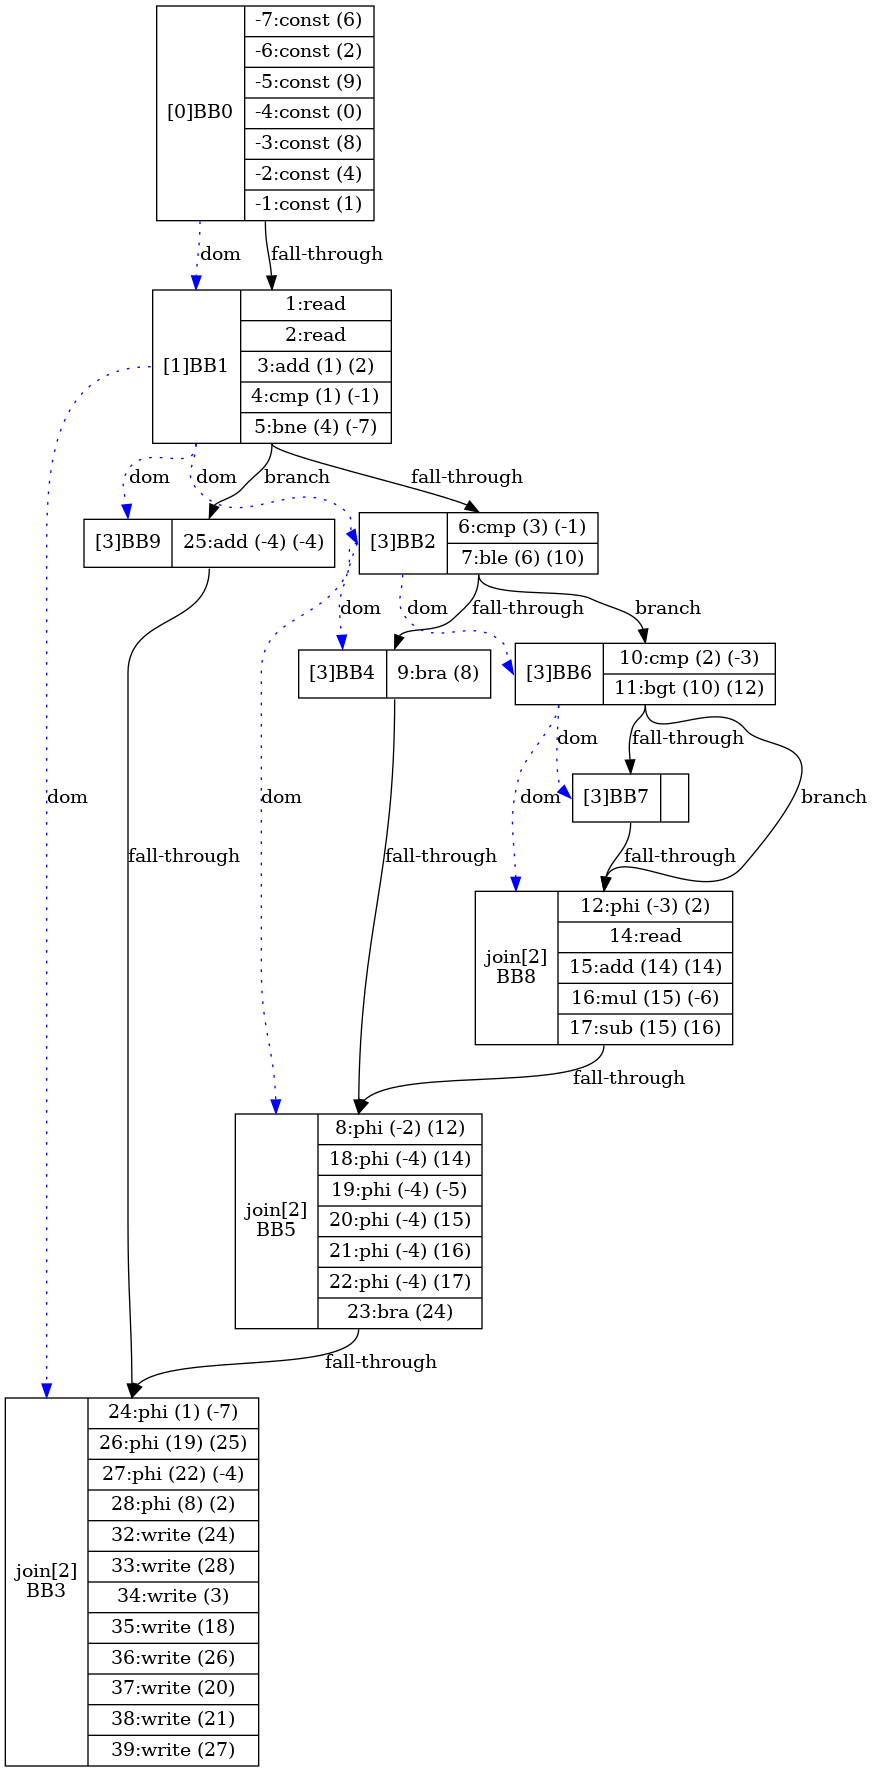 [0]BB0
-7:const (6)
-6:const (2)
-5:const (9)
-4:const (0)
-3:const (8)
-2:const (4)
-1:const (1)
dom
fall-through
[1]BB1
1:read
2:read
3:add (1) (2)
4:cmp (1) (-1)
5:bne (4) (-7)
dom
dom
branch
fall-through
[3]BB9
25:add (-4) (-4)
[3]BB2
6:cmp (3) (-1)
7:ble (6) (10)
dom
dom
fall-through
branch
[3]BB4
9:bra (8)
[3]BB6
10:cmp (2) (-3)
11:bgt (10) (12)
dom
fall-through
[3]BB7
dom
dom
dom
branch
fall-through
fall-through
fall-through
join[2]
BB8
12:phi (-3) (2)
14:read
15:add (14) (14)
16:mul (15) (-6)
17:sub (15) (16)
fall-through
join[2]
BB5
8:phi (-2) (12)
18:phi (-4) (14)
19:phi (-4) (-5)
20:phi (-4) (15)
21:phi (-4) (16)
22:phi (-4) (17)
23:bra (24)
fall-through
join[2]
BB3
24:phi (1) (-7)
26:phi (19) (25)
27:phi (22) (-4)
28:phi (8) (2)
32:write (24)
33:write (28)
34:write (3)
35:write (18)
36:write (26)
37:write (20)
38:write (21)
39:write (27)